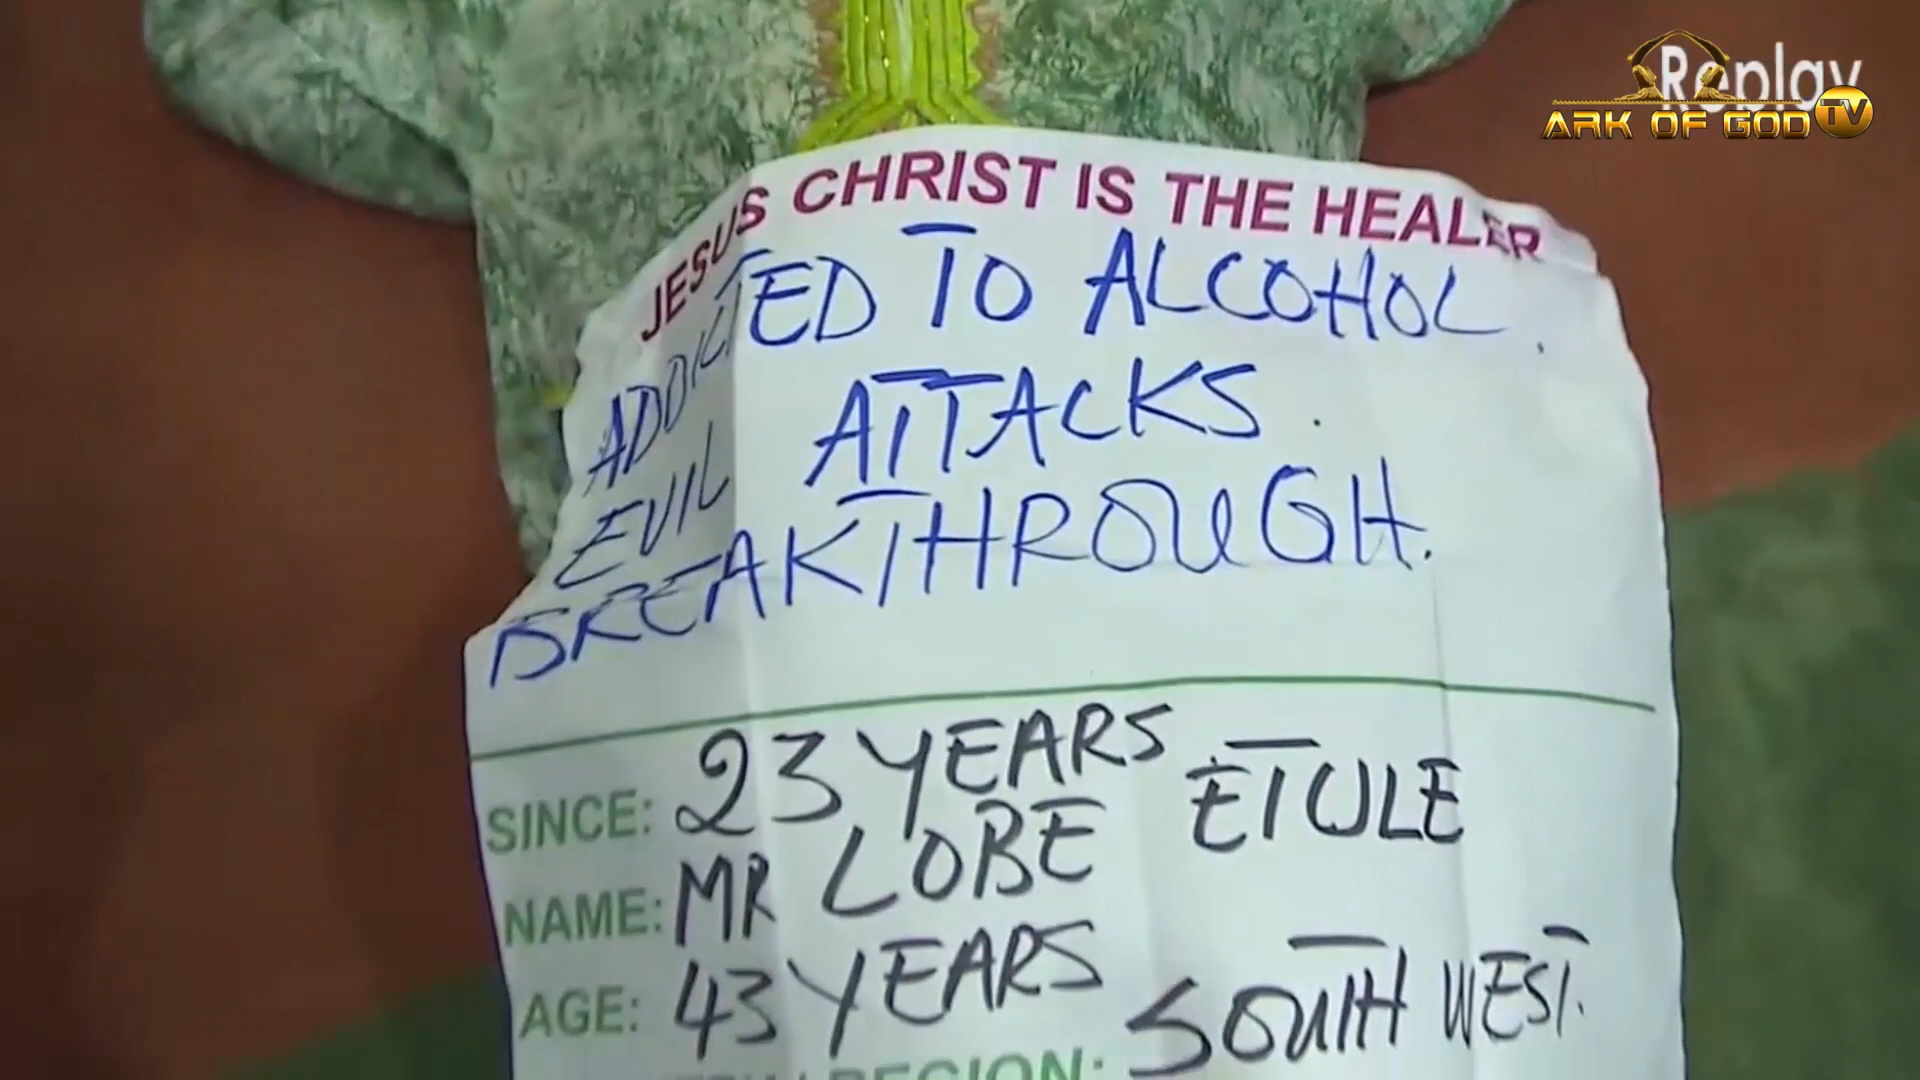 Replay
ARK OF GOD TV
JESUS CHRIST IS THE HEALER
ADDICTED TO ALCOHOL.
EVIL ATTACKS.
BREAKTHROUGH.
SINCE: 23 YEARS
NAME: MR LOBE ETULE
AGE: 43 YEARS
REGION: SOUTH WEST.